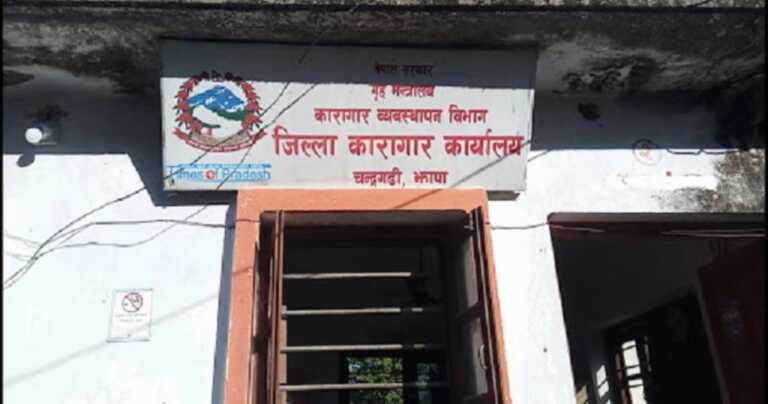 नेपाल सरकार
गृह मन्त्रालय
कारागार व्यवस्थापन विभाग
जिल्ला कारागार कार्यालय
चन्द्रगढी, झापा
Times of Pradesh